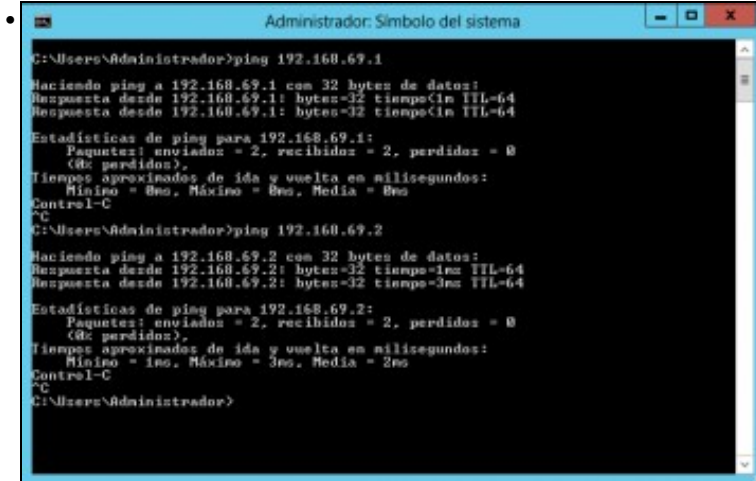 Administrador: Símbolo del sistema
C:\Users\Administrador>ping 192.168.69.1
Haciendo ping a 192.168.69.1 con 32 bytes de datos:
Respuesta desde 192.168.69.1: bytes=32 tiempo<1m TTL=64
Respuesta desde 192.168.69.1: bytes=32 tiempo<1m TTL=64
Estadísticas de ping para 192.168.69.1:
Paquetes: enviados = 2, recibidos = 2, perdidos = 0
(0% perdidos),
Tiempos aproximados de ida y vuelta en milisegundos:
Mínimo = 0ms, Máximo = 0ms, Media = 0ms
Control-C
^C
C:\Users\Administrador>ping 192.168.69.2
Haciendo ping a 192.168.69.2 con 32 bytes de datos:
Respuesta desde 192.168.69.2: bytes=32 tiempo=1ms TTL=64
Respuesta desde 192.168.69.2: bytes=32 tiempo=3ms TTL=64
Estadísticas de ping para 192.168.69.2:
Paquetes: enviados = 2, recibidos = 2, perdidos = 0
(0% perdidos),
Tiempos aproximados de ida y vuelta en milisegundos:
Mínimo = 1ms, Máximo = 3ms, Media = 2ms
Control-C
^C
C:\Users\Administrador>